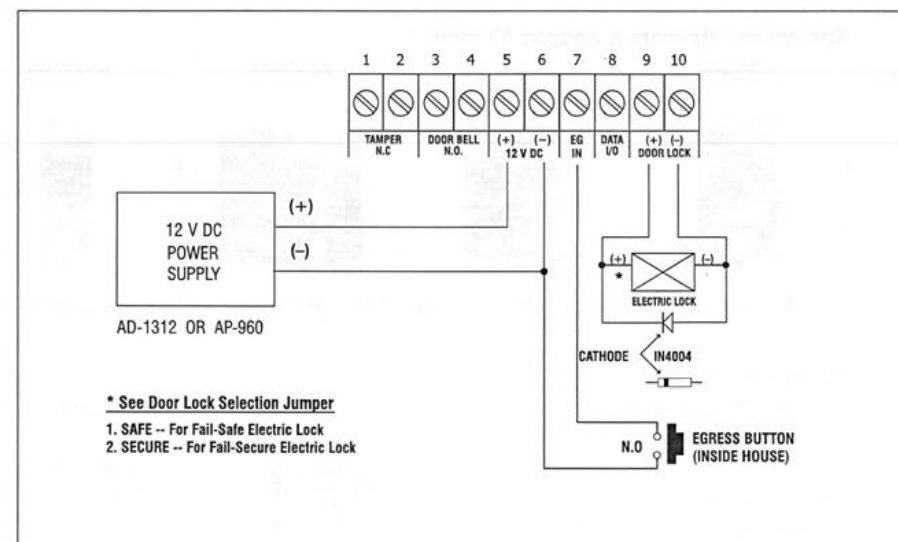 1 2 3 4 5 6 7 8 9 10
TAMPER N.C
DOOR BELL N.O.
(+) (–)
12 V DC
EG IN
DATA I/O
(+) (–)
DOOR LOCK
12 V DC
POWER
SUPPLY
(+)
(–)
AD-1312 OR AP-960
(+) (–)
*
ELECTRIC LOCK
CATHODE IN4004
* See Door Lock Selection Jumper
1. SAFE -- For Fail-Safe Electric Lock
2. SECURE -- For Fail-Secure Electric Lock
N.O
EGRESS BUTTON
(INSIDE HOUSE)